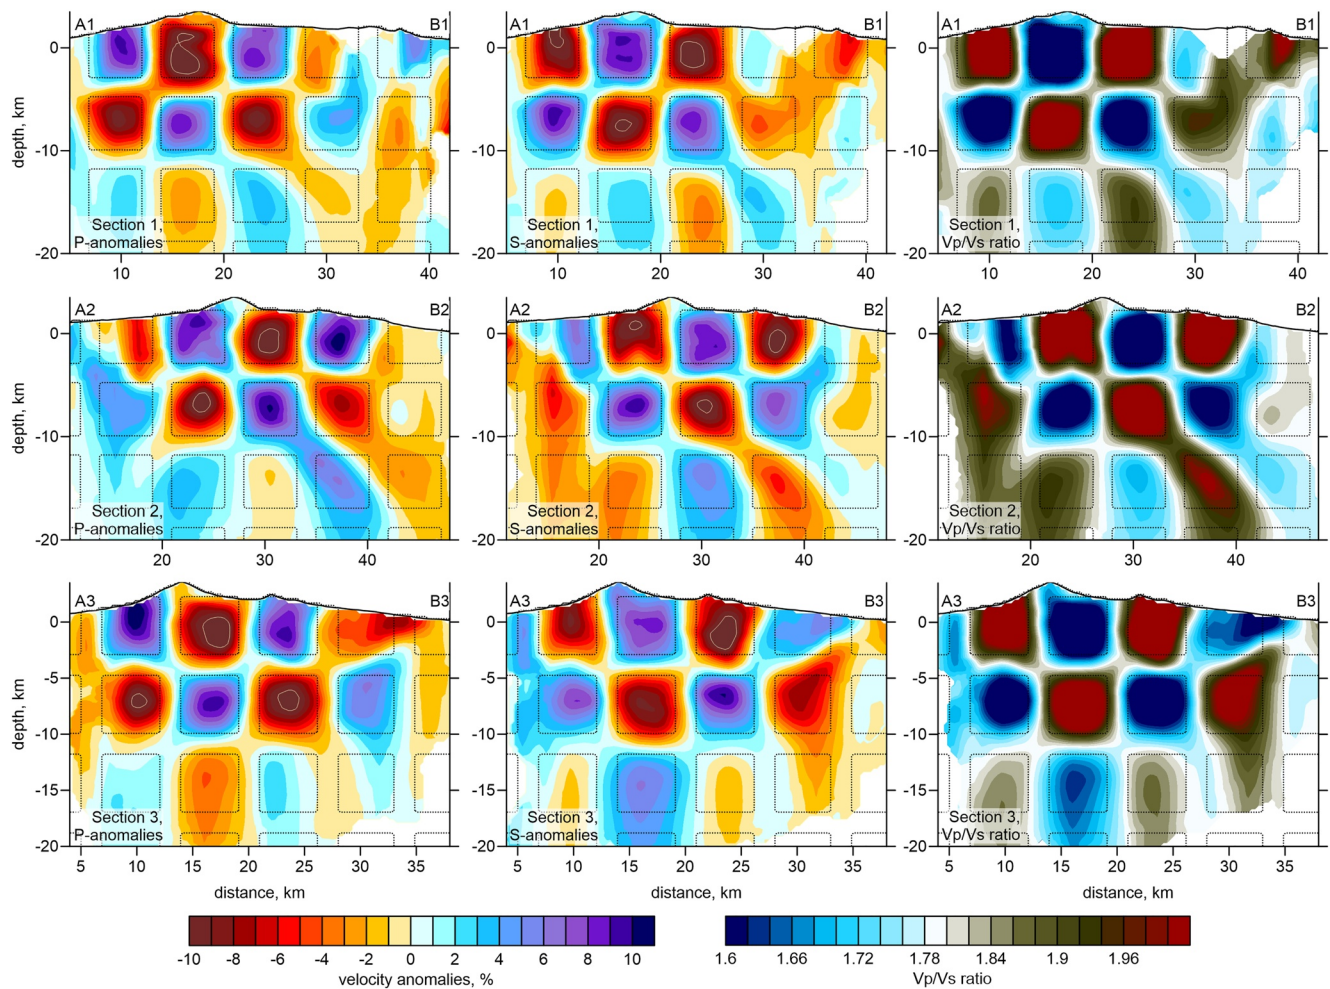 A1 B1 A1 B1 A1 B1
0 0 0
-10 -10 -10
-20 -20 -20
depth, km
Section 1,
P-anomalies
Section 1,
S-anomalies
Section 1,
Vp/Vs ratio
10 20 30 40 10 20 30 40 10 20 30 40
A2 B2 A2 B2 A2 B2
0 0 0
-10 -10 -10
-20 -20 -20
depth, km
Section 2,
P-anomalies
Section 2,
S-anomalies
Section 2,
Vp/Vs ratio
20 30 40 20 30 40 20 30 40
A3 B3 A3 B3 A3 B3
0 0 0
-5 -5 -5
-10 -10 -10
-15 -15 -15
-20 -20 -20
depth, km
Section 3,
P-anomalies
Section 3,
S-anomalies
Section 3,
Vp/Vs ratio
5 10 15 20 25 30 35 5 10 15 20 25 30 35 5 10 15 20 25 30 35
distance, km distance, km distance, km
-10 -8 -6 -4 -2 0 2 4 6 8 10
velocity anomalies, %
1.6 1.66 1.72 1.78 1.84 1.9 1.96
Vp/Vs ratio